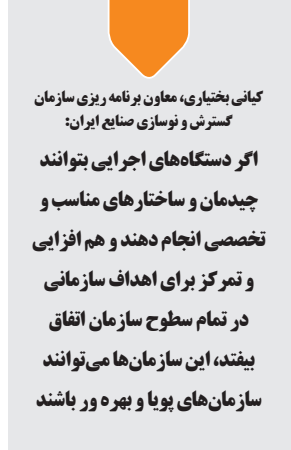 کیانی بختیاری، معاون برنامه ریزی سازمان
گسترش و نوسازی صنایع ایران:
اگر دستگاه‌های اجرایی بتوانند
چیدمان و ساختارهای مناسب و
تخصصی انجام دهند و هم افزایی
و تمرکز برای اهداف سازمانی
در تمام سطوح سازمان اتفاق
بیفتد، این سازمان‌ها می‌توانند
سازمان‌های پویا و بهره ور باشند